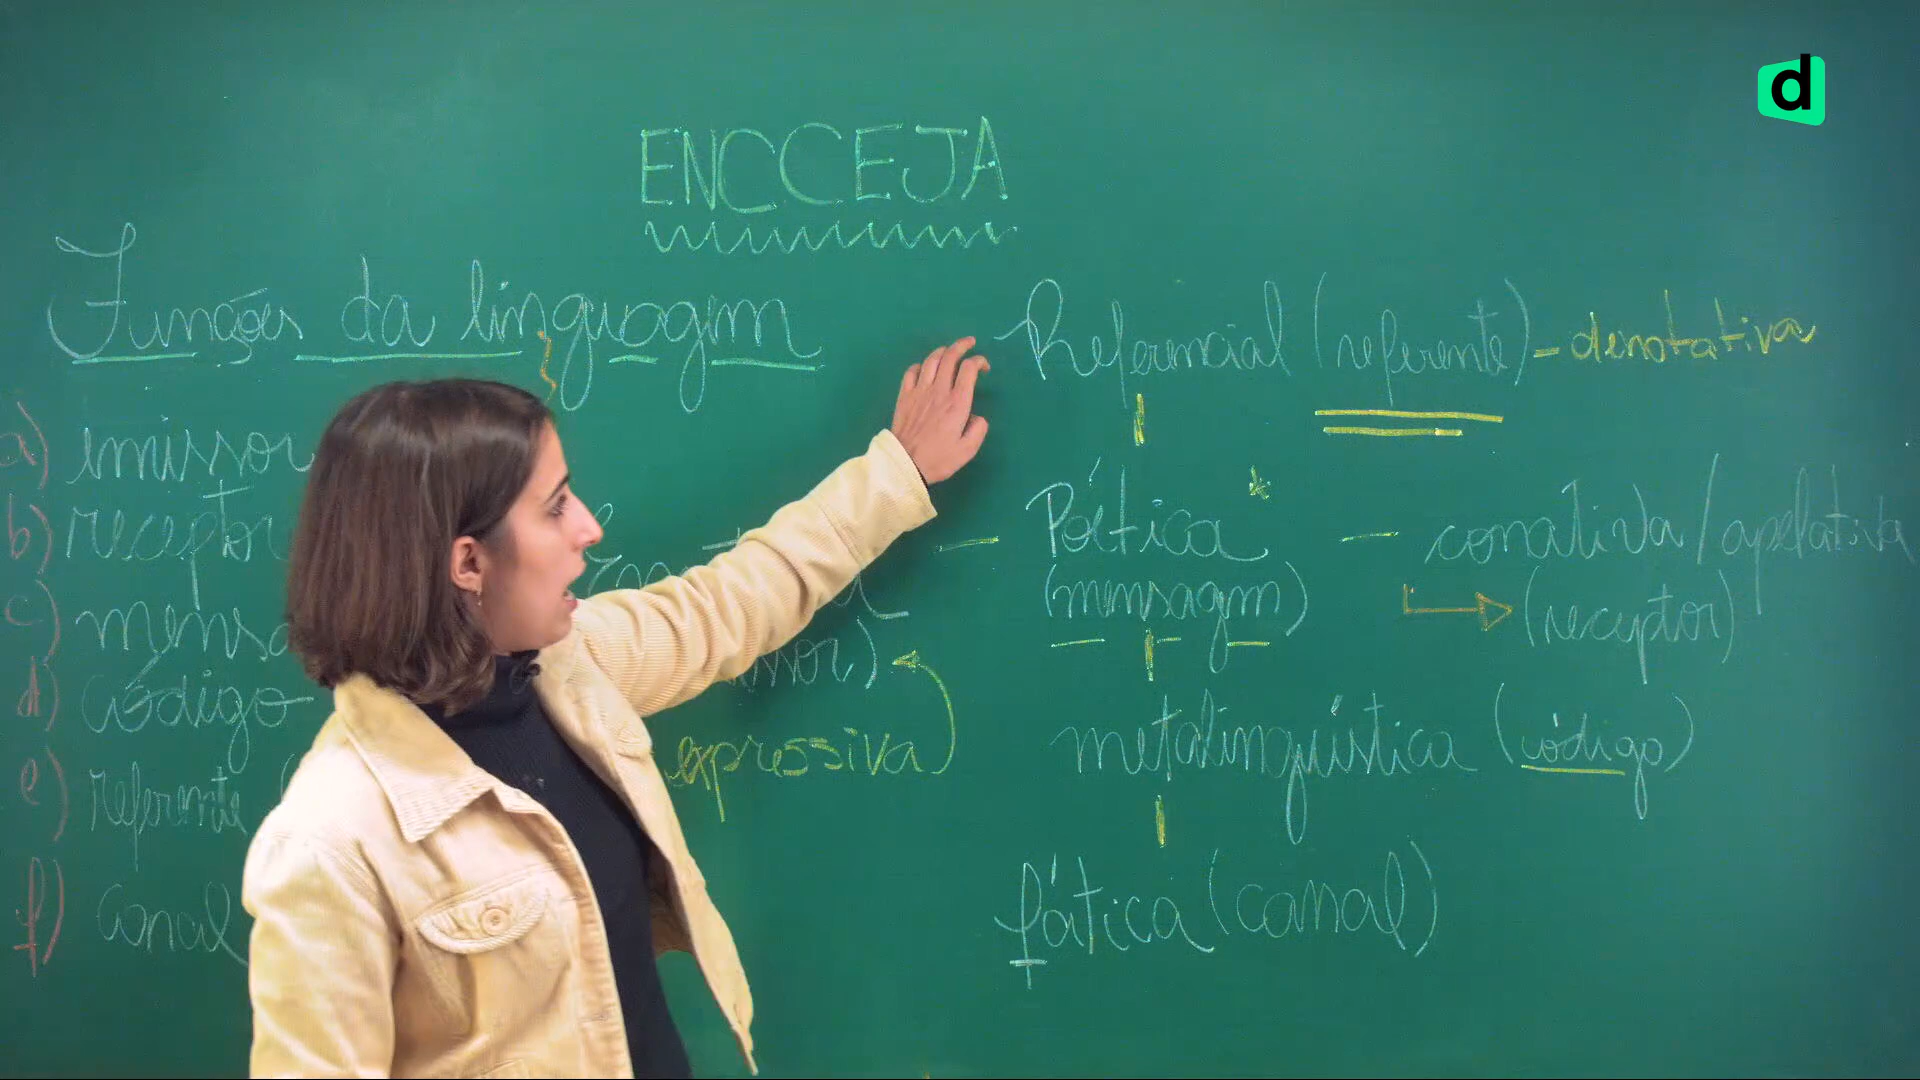 d
ENCCEJA
Funções da linguagem
a) emissor
b) receptor
c) mensa
d) código
e) referente (
f) canal
expressiva
Referencial (referente) - denotativa
Poética * - conativa/apelativa
(mensagem) (receptor)
metalinguística (código)
fática (canal)